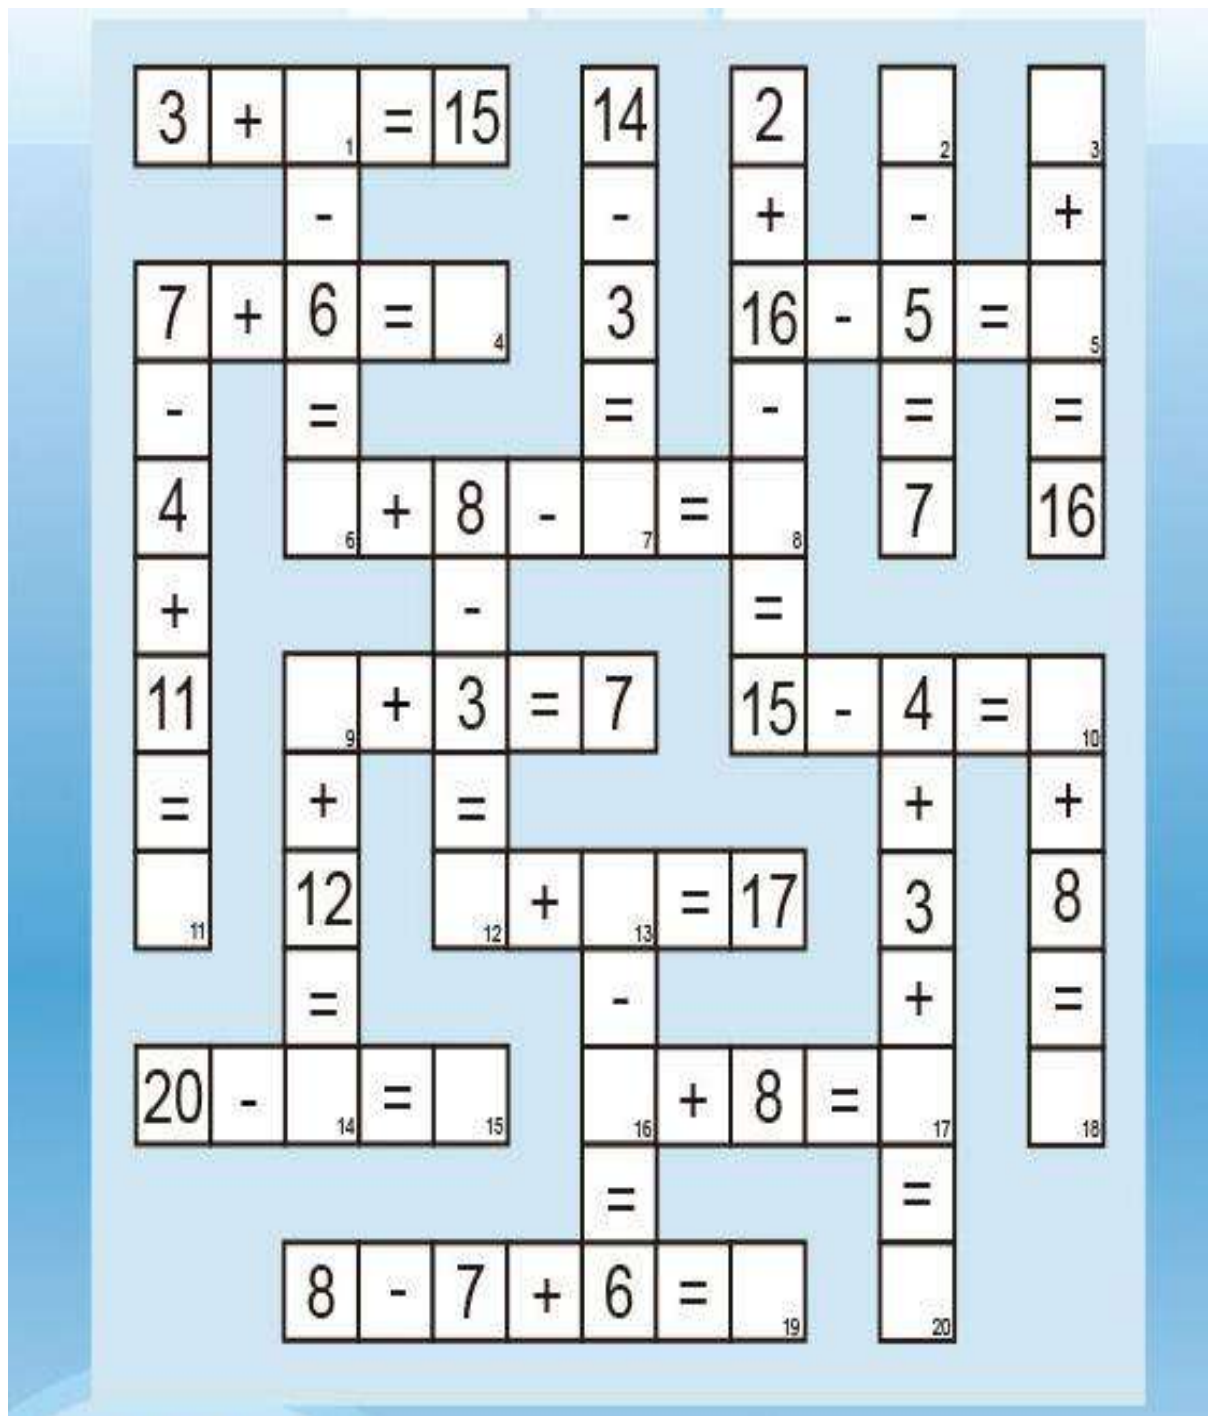 3 + 1 = 15 14 2 2 3
- - + - +
7 + 6 = 4 3 16 - 5 = 5
- = = - = =
4 6 + 8 - 7 = 8 7 16
+ - =
11 9 + 3 = 7 15 - 4 = 10
= + = + +
11 12 12 + 13 = 17 3 8
= - + =
20 - 14 = 15 16 + 8 = 17 18
= =
8 - 7 + 6 = 19 20